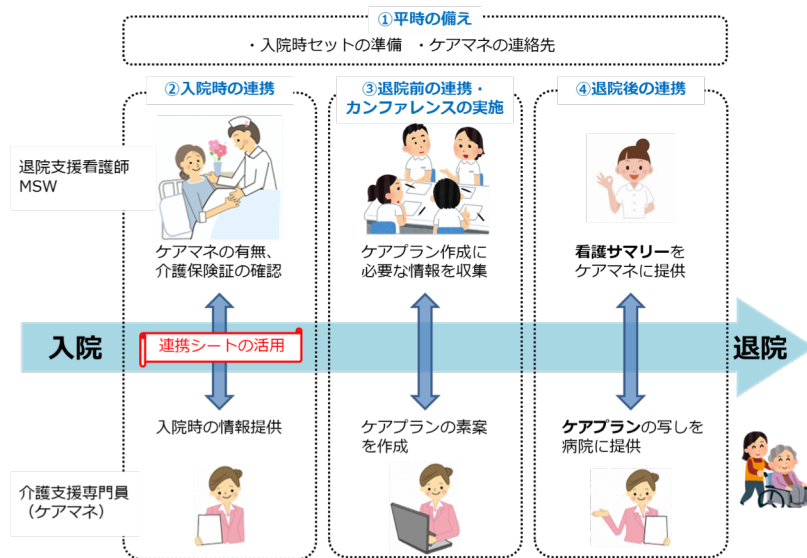 ①平時の備え
・入院時セットの準備 ・ケアマネの連絡先
②入院時の連携
③退院前の連携・
カンファレンスの実施
④退院後の連携
退院支援看護師
MSW
ケアマネの有無、
介護保険証の確認
ケアプラン作成に
必要な情報を収集
看護サマリーを
ケアマネに提供
入院
連携シートの活用
退院
入院時の情報提供
ケアプランの素案
を作成
ケアプランの写しを
病院に提供
介護支援専門員
（ケアマネ）